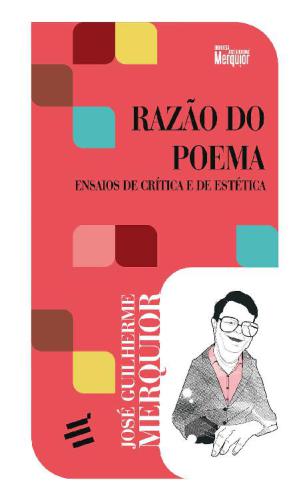 Merquior
RAZÃO DO
POEMA
ENSAIOS DE CRÍTICA E DE ESTÉTICA
JOSÉ GUILHERME
MERQUIOR